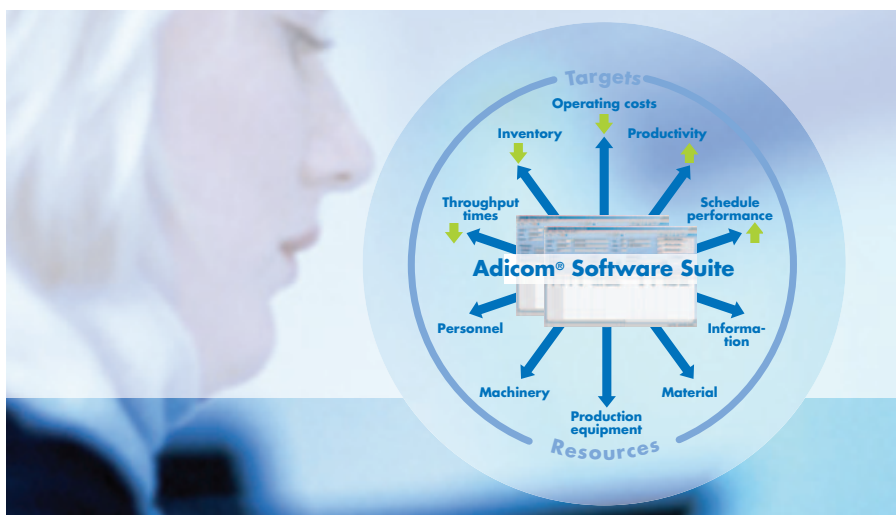 Targets
Operating costs
Inventory
Productivity
Throughput
times
Schedule
performance
Adicom® Software Suite
Personnel
Informa-
tion
Machinery
Material
Production
equipment
Resources